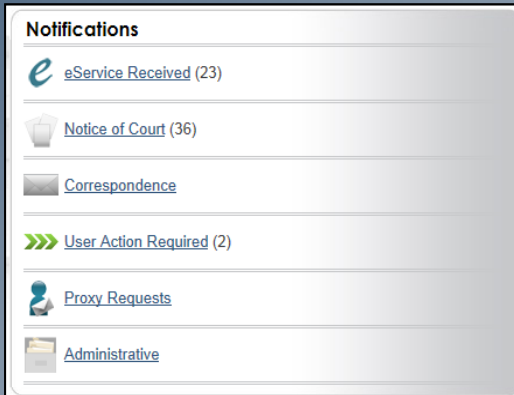 Notifications
eService Received (23)
Notice of Court (36)
Correspondence
User Action Required (2)
Proxy Requests
Administrative